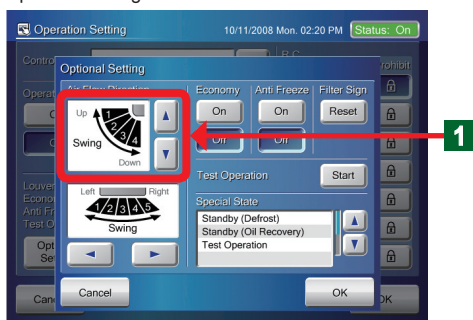 Operation Setting 10/11/2008 Mon. 02:20 PM Status: On
Optional Setting
R.C.
rohibit
Air Flow Direction
Economy
Anti Freeze
Filter Sign
Up
1
2
3
4
Swing
Down
On
On
Reset
Off
Off
1
Test Operation
Start
Left
Right
1/2/3/4/5
Swing
Special State
Standby (Defrost)
Standby (Oil Recovery)
Test Operation
Cancel
OK